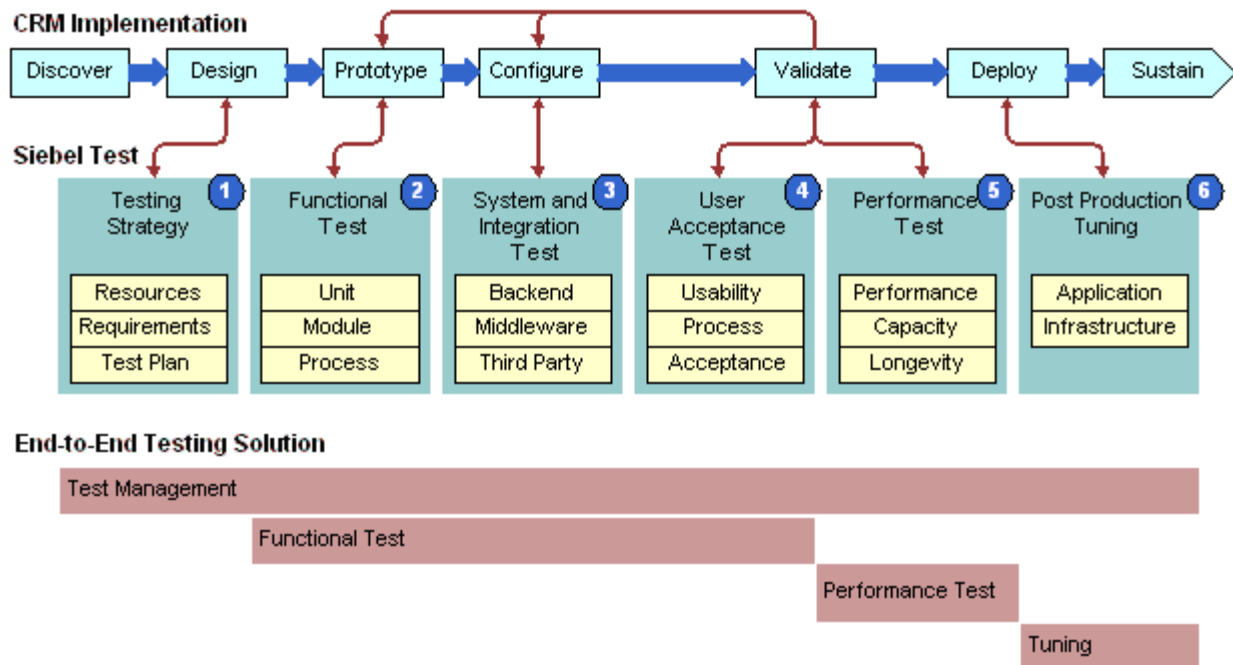 CRM Implementation
Discover
Design
Prototype
Configure
Validate
Deploy
Sustain
Siebel Test
1
Testing
Strategy
Resources
Requirements
Test Plan
2
Functional
Test
Unit
Module
Process
3
System and
Integration
Test
Backend
Middleware
Third Party
4
User
Acceptance
Test
Usability
Process
Acceptance
5
Performance
Test
Performance
Capacity
Longevity
6
Post Production
Tuning
Application
Infrastructure
End-to-End Testing Solution
Test Management
Functional Test
Performance Test
Tuning